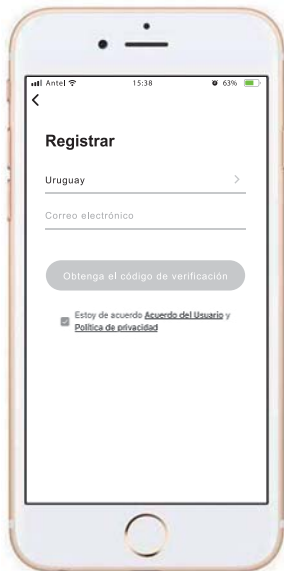 Antel 15:38 63%
Registrar
Uruguay
Correo electrónico
Obtenga el código de verificación
Estoy de acuerdo Acuerdo del Usuario y
Política de privacidad